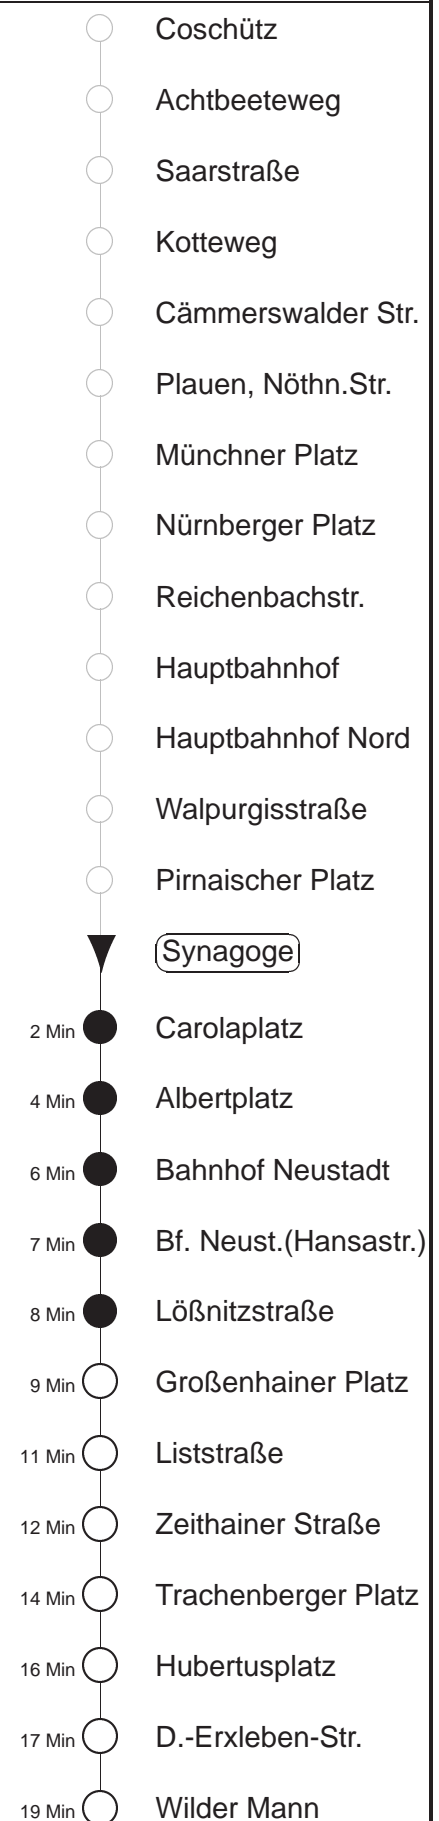 Coschütz
Achtbeeteweg
Saarstraße
Kotteweg
Cämmerswalder Str.
Plauen, Nöthn.Str.
Münchner Platz
Nürnberger Platz
Reichenbachstr.
Hauptbahnhof
Hauptbahnhof Nord
Walpurgisstraße
Pirnaischer Platz
Synagoge
2 Min Carolaplatz
4 Min Albertplatz
6 Min Bahnhof Neustadt
7 Min Bf. Neust.(Hansastr.)
8 Min Lößnitzstraße
9 Min Großenhainer Platz
11 Min Liststraße
12 Min Zeithainer Straße
14 Min Trachenberger Platz
16 Min Hubertusplatz
17 Min D.-Erxleben-Str.
19 Min Wilder Mann